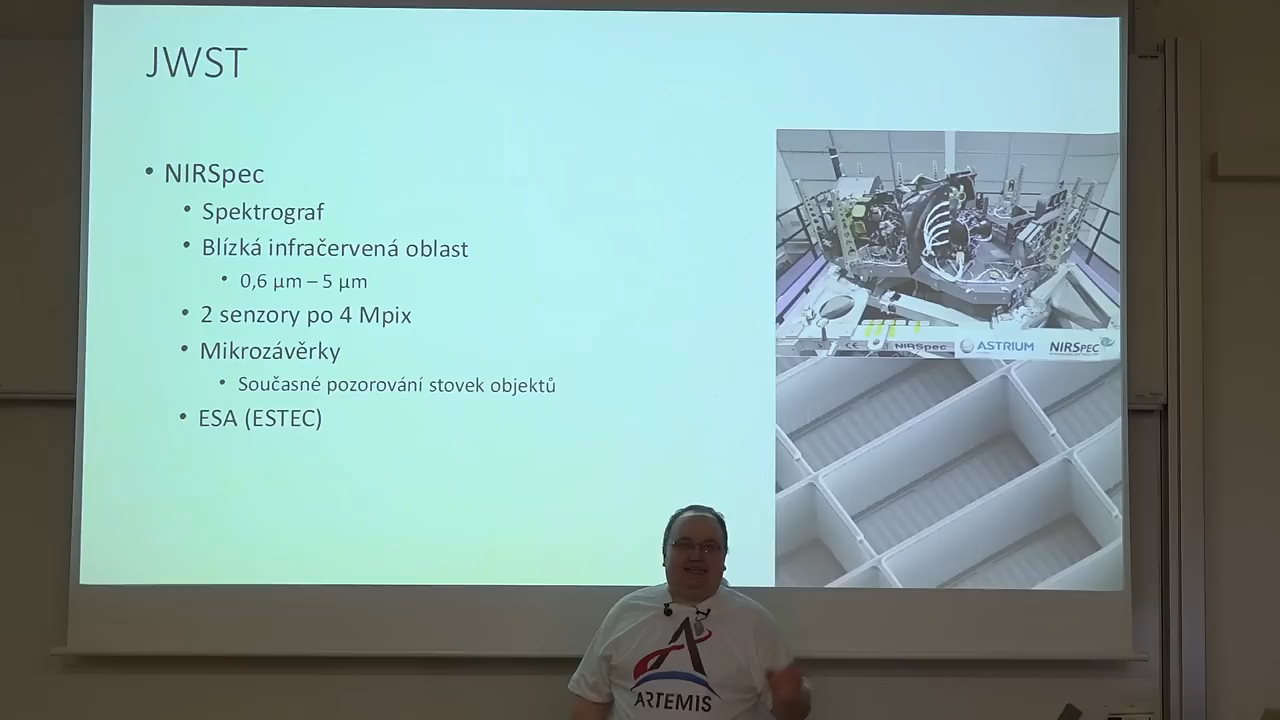 JWST
• NIRSpec
• Spektrograf
• Blízká infračervená oblast
• 0,6 µm – 5 µm
• 2 senzory po 4 Mpix
• Mikrozávěrky
• Současné pozorování stovek objektů
• ESA (ESTEC)
NIRSpec
ASTRIUM
NIRSPEC
ARTEMIS